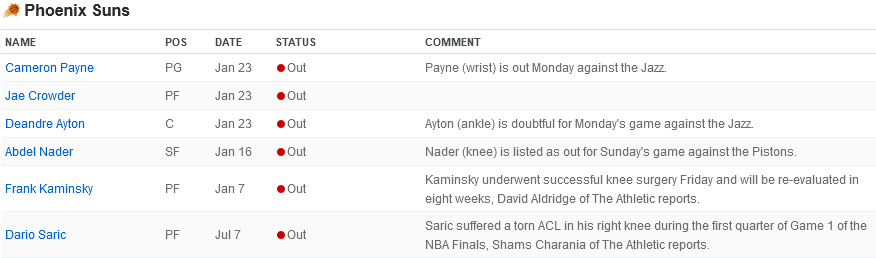 Phoenix Suns
NAME POS DATE STATUS COMMENT
Cameron Payne PG Jan 23 Out Payne (wrist) is out Monday against the Jazz.
Jae Crowder PF Jan 23 Out
Deandre Ayton C Jan 23 Out Ayton (ankle) is doubtful for Monday's game against the Jazz.
Abdel Nader SF Jan 16 Out Nader (knee) is listed as out for Sunday's game against the Pistons.
Frank Kaminsky PF Jan 7 Out Kaminsky underwent successful knee surgery Friday and will be re-evaluated in
eight weeks, David Aldridge of The Athletic reports.
Dario Saric PF Jul 7 Out Saric suffered a torn ACL in his right knee during the first quarter of Game 1 of the
NBA Finals, Shams Charania of The Athletic reports.